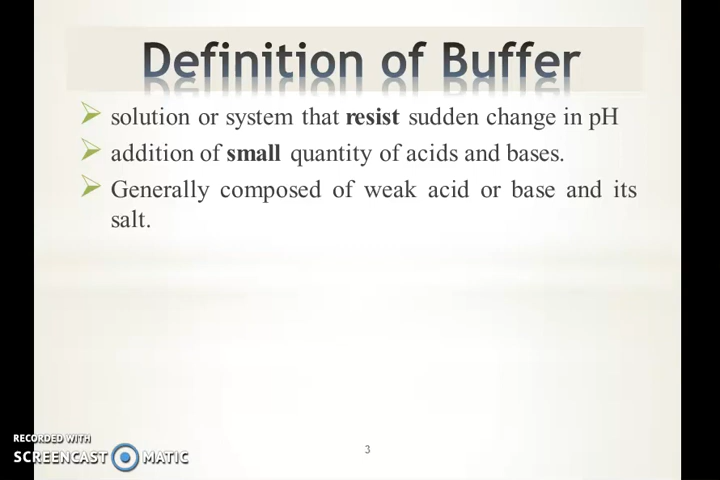 Definition of Buffer
solution or system that resist sudden change in pH
addition of small quantity of acids and bases.
Generally composed of weak acid or base and its
salt.
3
RECORDED WITH
SCREENCAST MATIC